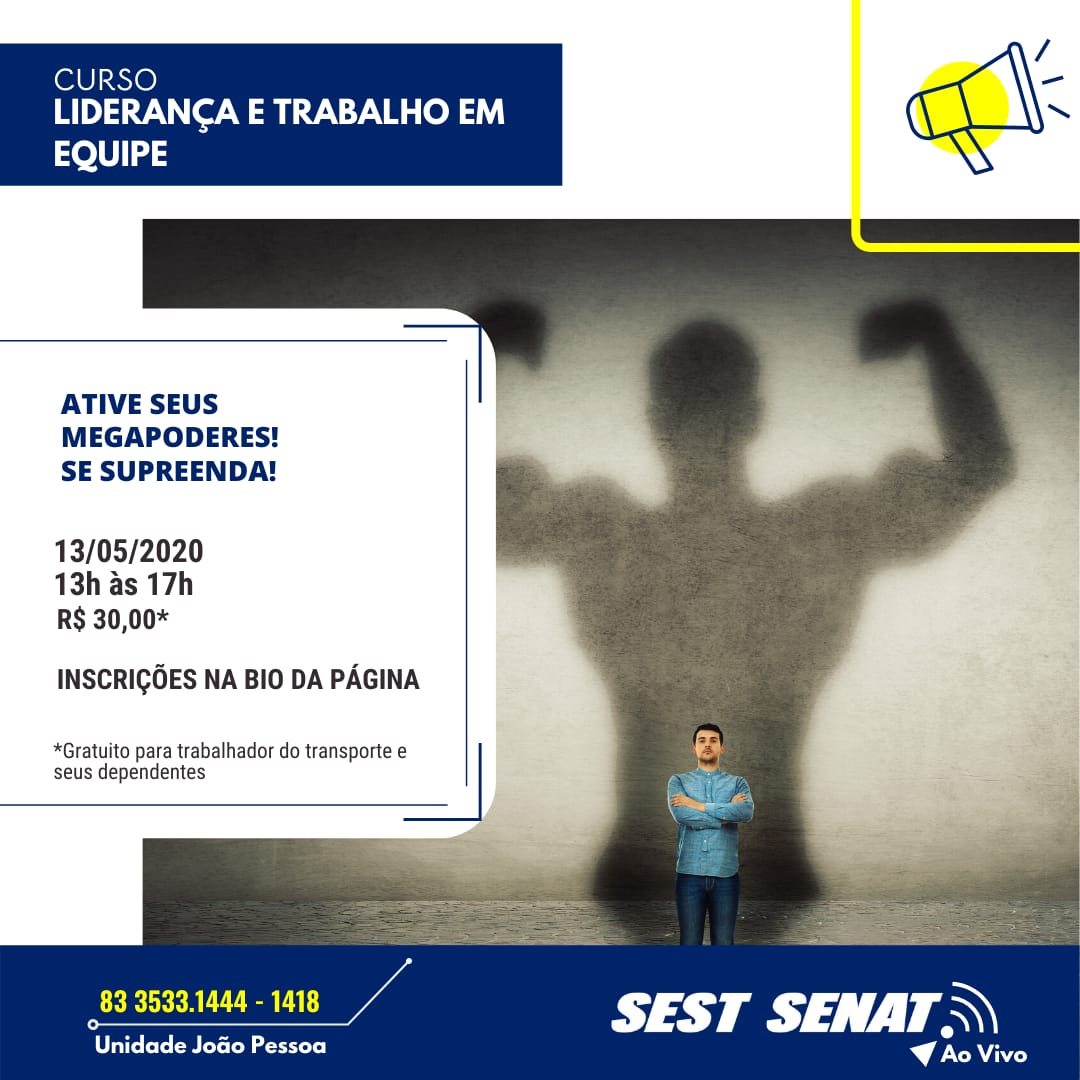 CURSO
LIDERANÇA E TRABALHO EM
EQUIPE
ATIVE SEUS
MEGAPODERES!
SE SUPREENDA!
13/05/2020
13h às 17h
R$ 30,00*
INSCRIÇÕES NA BIO DA PÁGINA
*Gratuito para trabalhador do transporte e
seus dependentes
83 3533.1444 - 1418
Unidade João Pessoa
SEST SENAT
Ao Vivo